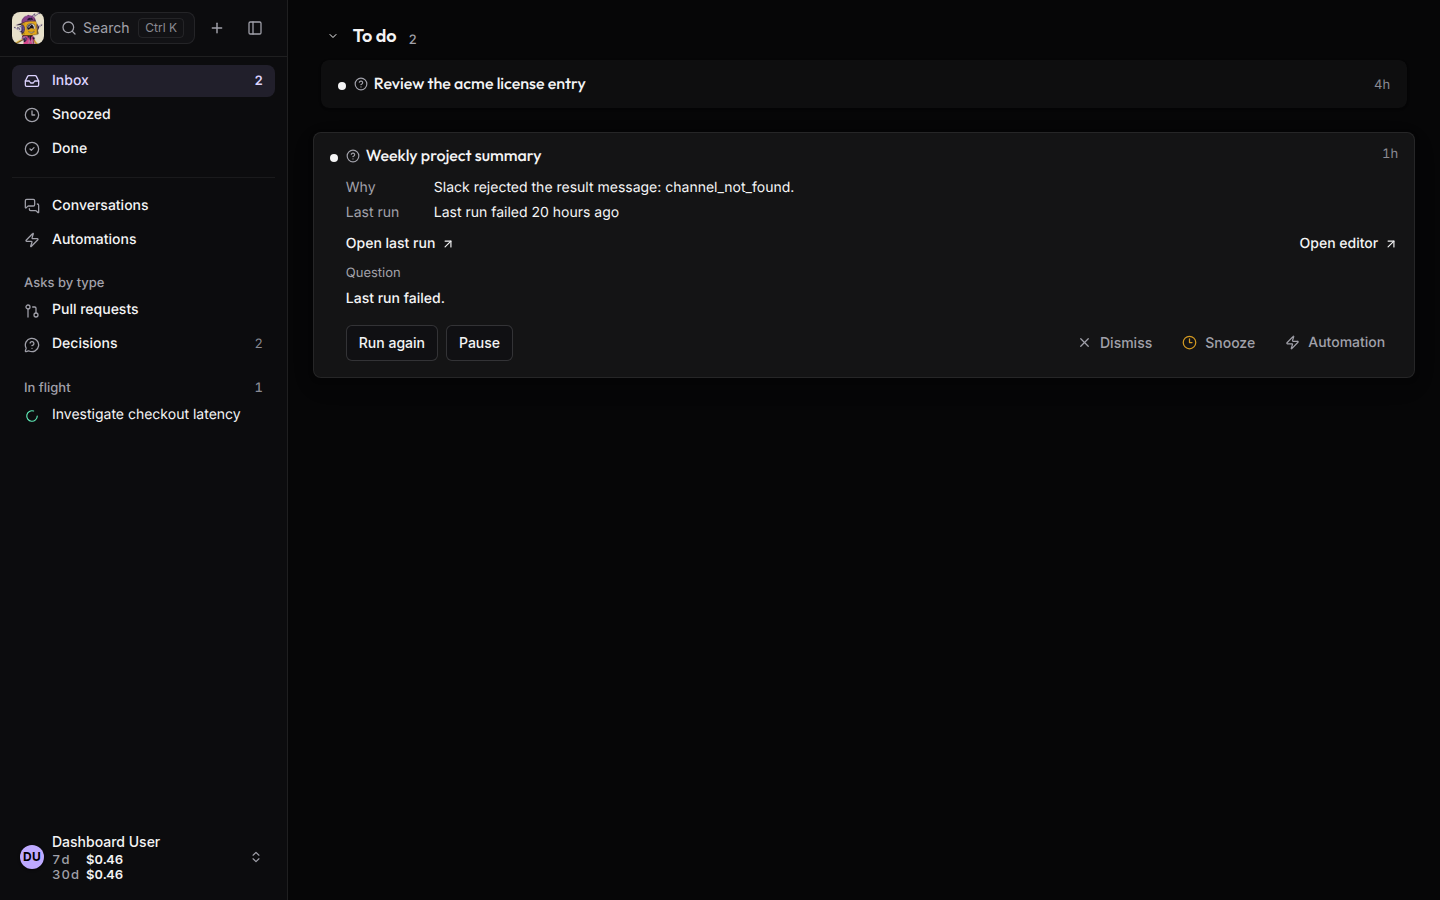 Search Ctrl K
Inbox 2
Snoozed
Done
Conversations
Automations
Asks by type
Pull requests
Decisions 2
In flight 1
Investigate checkout latency
Dashboard User
DU
7d $0.46
30d $0.46
To do 2
Review the acme license entry 4h
Weekly project summary 1h
Why Slack rejected the result message: channel_not_found.
Last run Last run failed 20 hours ago
Open last run Open editor
Question
Last run failed.
Run again Pause Dismiss Snooze Automation